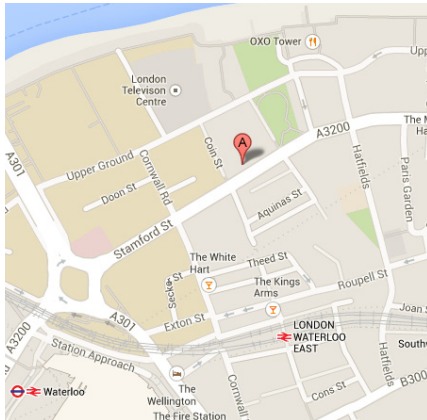 OXO Tower
Upp
London
Televison
Centre
A
A3200
The M
H
A301
Upper Ground
Cornwall Rd
Coin St
Hatfields
Paris Garden
Doon St
Aquinas St
Stamford St
The White
Hart
Theed St
Secker St
The Kings
Arms
Roupell St
A301
Exton St
Joan S
A3200
Station Approach
LONDON
WATERLOO
EAST
Southw
B300
Waterloo
The
Wellington
The Fire Station
Cornwall
Cons St